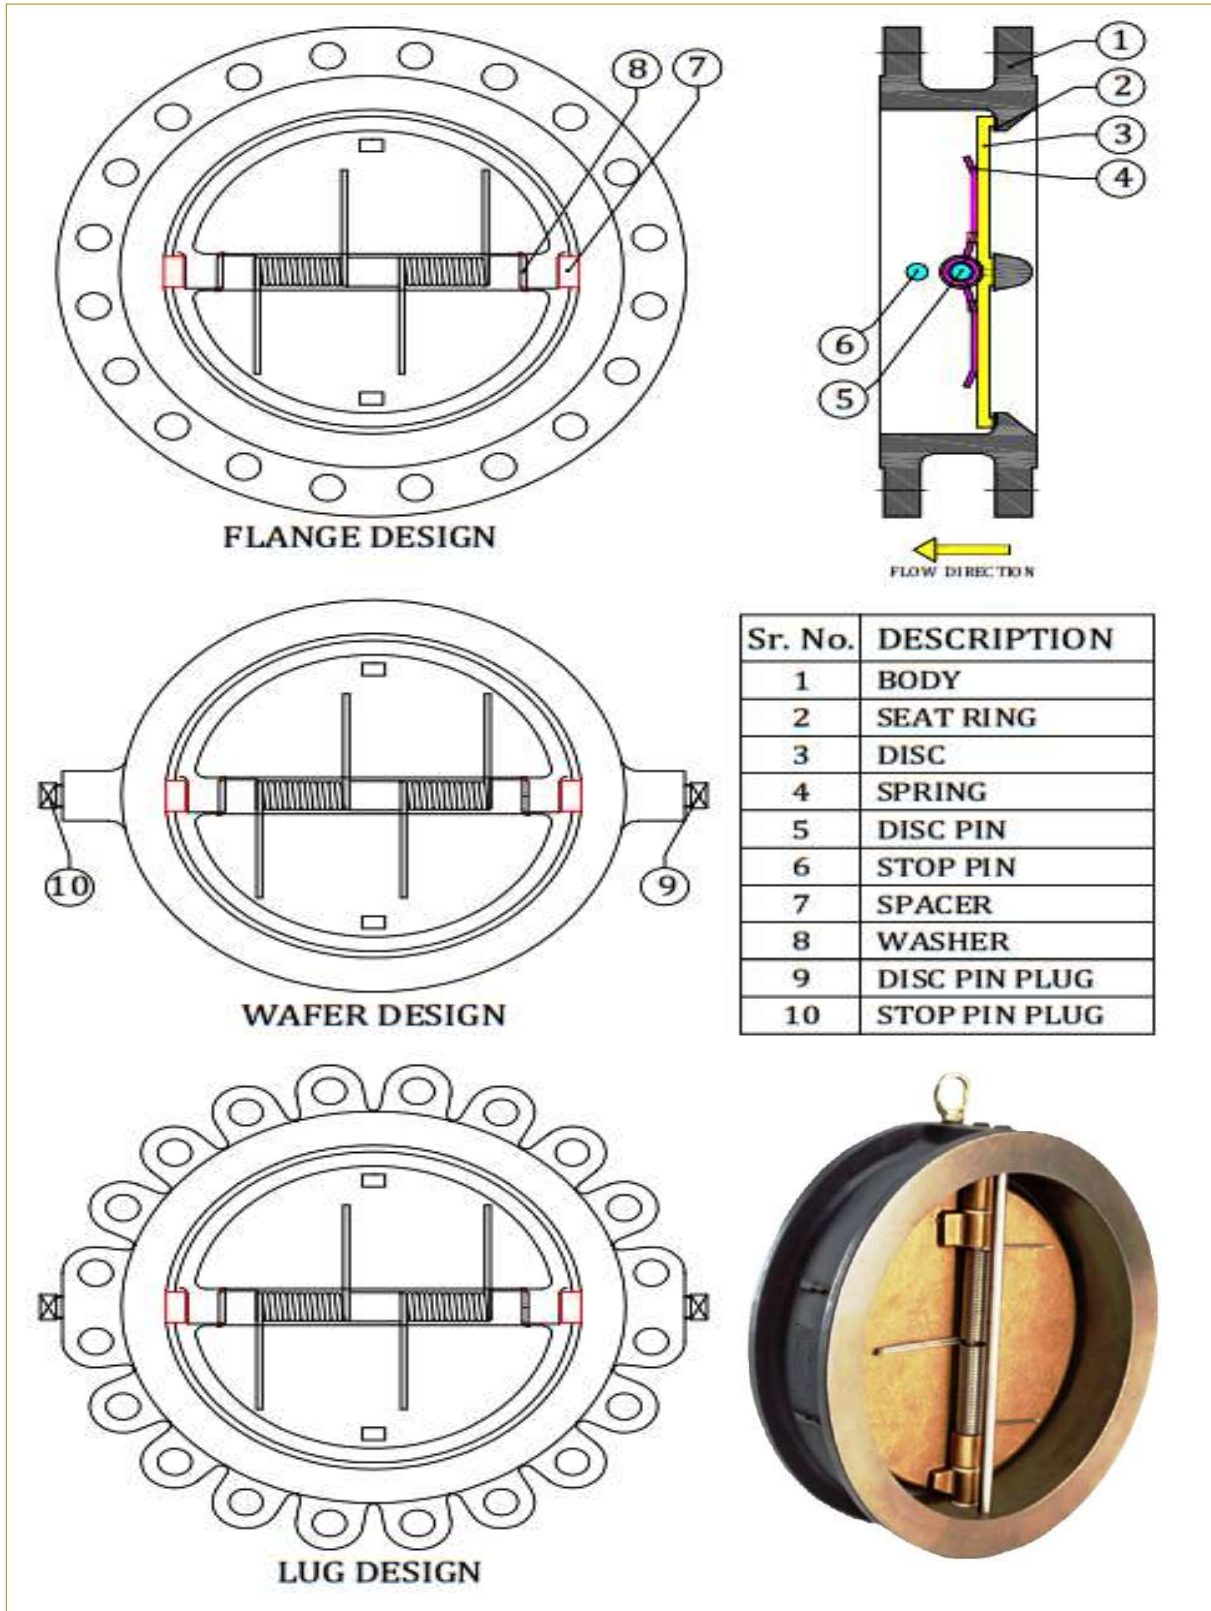 8 7
1
2
3
4
6
5
FLANGE DESIGN
FLOW DIRECTION
Sr. No. DESCRIPTION
1 BODY
2 SEAT RING
3 DISC
4 SPRING
5 DISC PIN
6 STOP PIN
7 SPACER
8 WASHER
9 DISC PIN PLUG
10 STOP PIN PLUG
10 9
WAFER DESIGN
LUG DESIGN